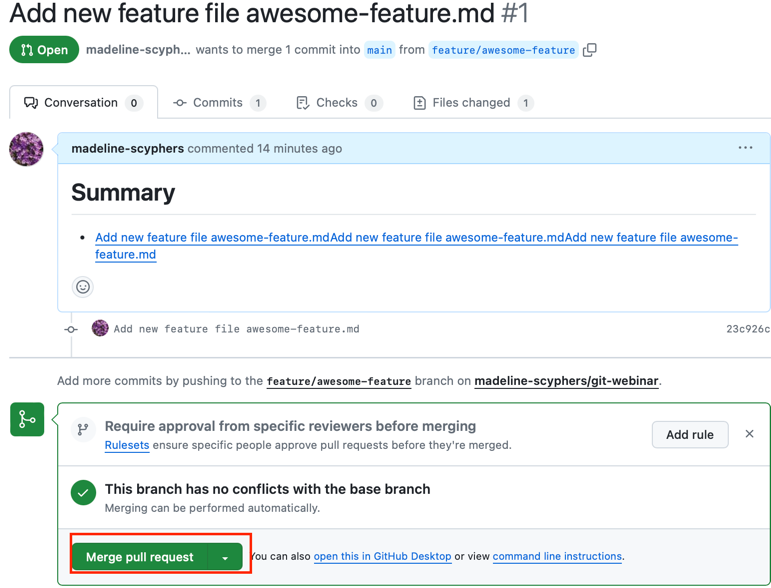 Add new feature file awesome-feature.md #1
Open madeline-scyph... wants to merge 1 commit into main from feature/awesome-feature
Conversation 0 Commits 1 Checks 0 Files changed 1
madeline-scyphers commented 14 minutes ago ...
Summary
• Add new feature file awesome-feature.mdAdd new feature file awesome-feature.mdAdd new feature file awesome-
feature.md
Add new feature file awesome-feature.md 23c926c
Add more commits by pushing to the feature/awesome-feature branch on madeline-scyphers/git-webinar.
Require approval from specific reviewers before merging
Rulesets ensure specific people approve pull requests before they're merged.
Add rule
This branch has no conflicts with the base branch
Merging can be performed automatically.
Merge pull request You can also open this in GitHub Desktop or view command line instructions.